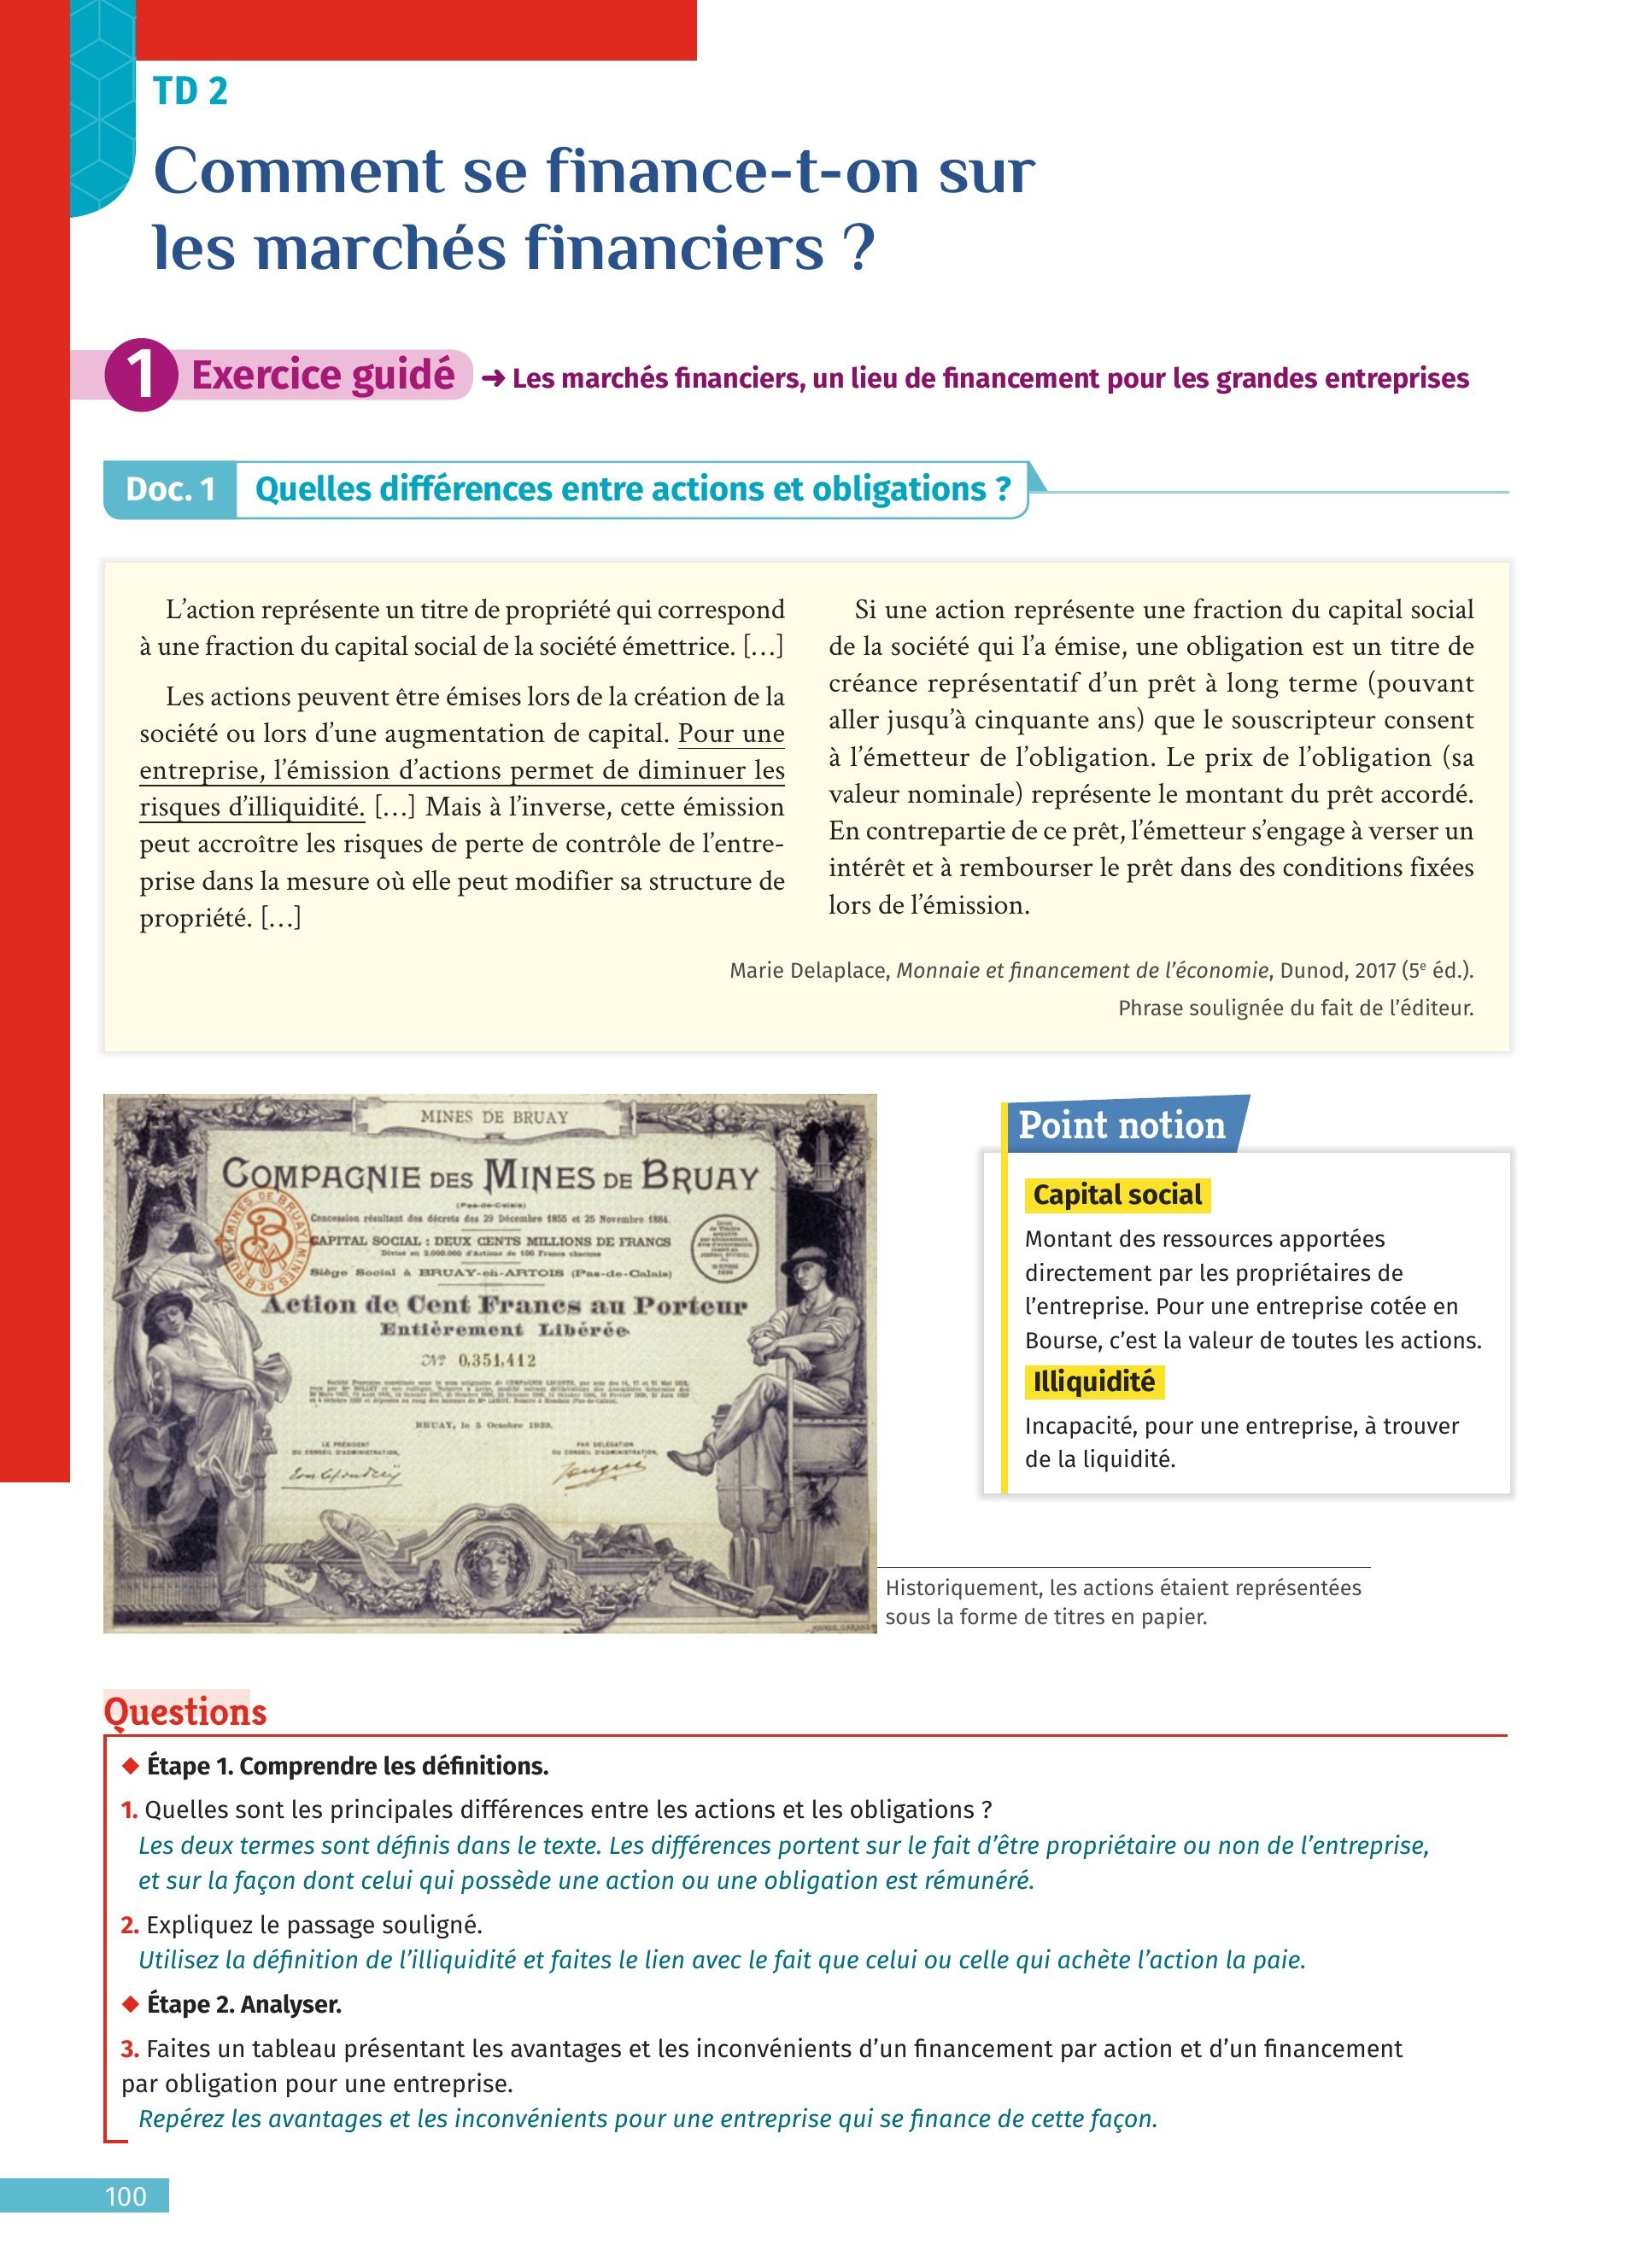 TD 2
Comment se finance-t-on sur
les marchés financiers ?
1 Exercice guidé → Les marchés financiers, un lieu de financement pour les grandes entreprises
Doc. 1 Quelles différences entre actions et obligations ?
L’action représente un titre de propriété qui correspond
à une fraction du capital social de la société émettrice. […]
Les actions peuvent être émises lors de la création de la
société ou lors d’une augmentation de capital. Pour une
entreprise, l’émission d’actions permet de diminuer les
risques d’illiquidité. […] Mais à l’inverse, cette émission
peut accroître les risques de perte de contrôle de l’entre-
prise dans la mesure où elle peut modifier sa structure de
propriété. […]
Si une action représente une fraction du capital social
de la société qui l’a émise, une obligation est un titre de
créance représentatif d’un prêt à long terme (pouvant
aller jusqu’à cinquante ans) que le souscripteur consent
à l’émetteur de l’obligation. Le prix de l’obligation (sa
valeur nominale) représente le montant du prêt accordé.
En contrepartie de ce prêt, l’émetteur s’engage à verser un
intérêt et à rembourser le prêt dans des conditions fixées
lors de l’émission.
Marie Delaplace, Monnaie et financement de l’économie, Dunod, 2017 (5e éd.).
Phrase soulignée du fait de l’éditeur.
MINES DE BRUAY
COMPAGNIE DES MINES DE BRUAY
(Pas-de-Calais)
Concession résultant des décrets des 29 Décembre 1855 et 25 Novembre 1884.
CAPITAL SOCIAL : DEUX CENTS MILLIONS DE FRANCS
Divisé en 2.000.000 d’Actions de 100 Francs chacune
Siège Social à BRUAY-en-ARTOIS (Pas-de-Calais)
Action de Cent Francs au Porteur
Entièrement Libérée
Nº 0,351,412
BRUAY, le 5 Octobre 1939.
LE PRÉSIDENT
DU CONSEIL D’ADMINISTRATION,
PAR DÉLÉGATION
DU CONSEIL D’ADMINISTRATION,
Point notion
Capital social
Montant des ressources apportées
directement par les propriétaires de
l’entreprise. Pour une entreprise cotée en
Bourse, c’est la valeur de toutes les actions.
Illiquidité
Incapacité, pour une entreprise, à trouver
de la liquidité.
Historiquement, les actions étaient représentées
sous la forme de titres en papier.
Questions
◆ Étape 1. Comprendre les définitions.
1. Quelles sont les principales différences entre les actions et les obligations ?
Les deux termes sont définis dans le texte. Les différences portent sur le fait d’être propriétaire ou non de l’entreprise,
et sur la façon dont celui qui possède une action ou une obligation est rémunéré.
2. Expliquez le passage souligné.
Utilisez la définition de l’illiquidité et faites le lien avec le fait que celui ou celle qui achète l’action la paie.
◆ Étape 2. Analyser.
3. Faites un tableau présentant les avantages et les inconvénients d’un financement par action et d’un financement
par obligation pour une entreprise.
Repérez les avantages et les inconvénients pour une entreprise qui se finance de cette façon.
100